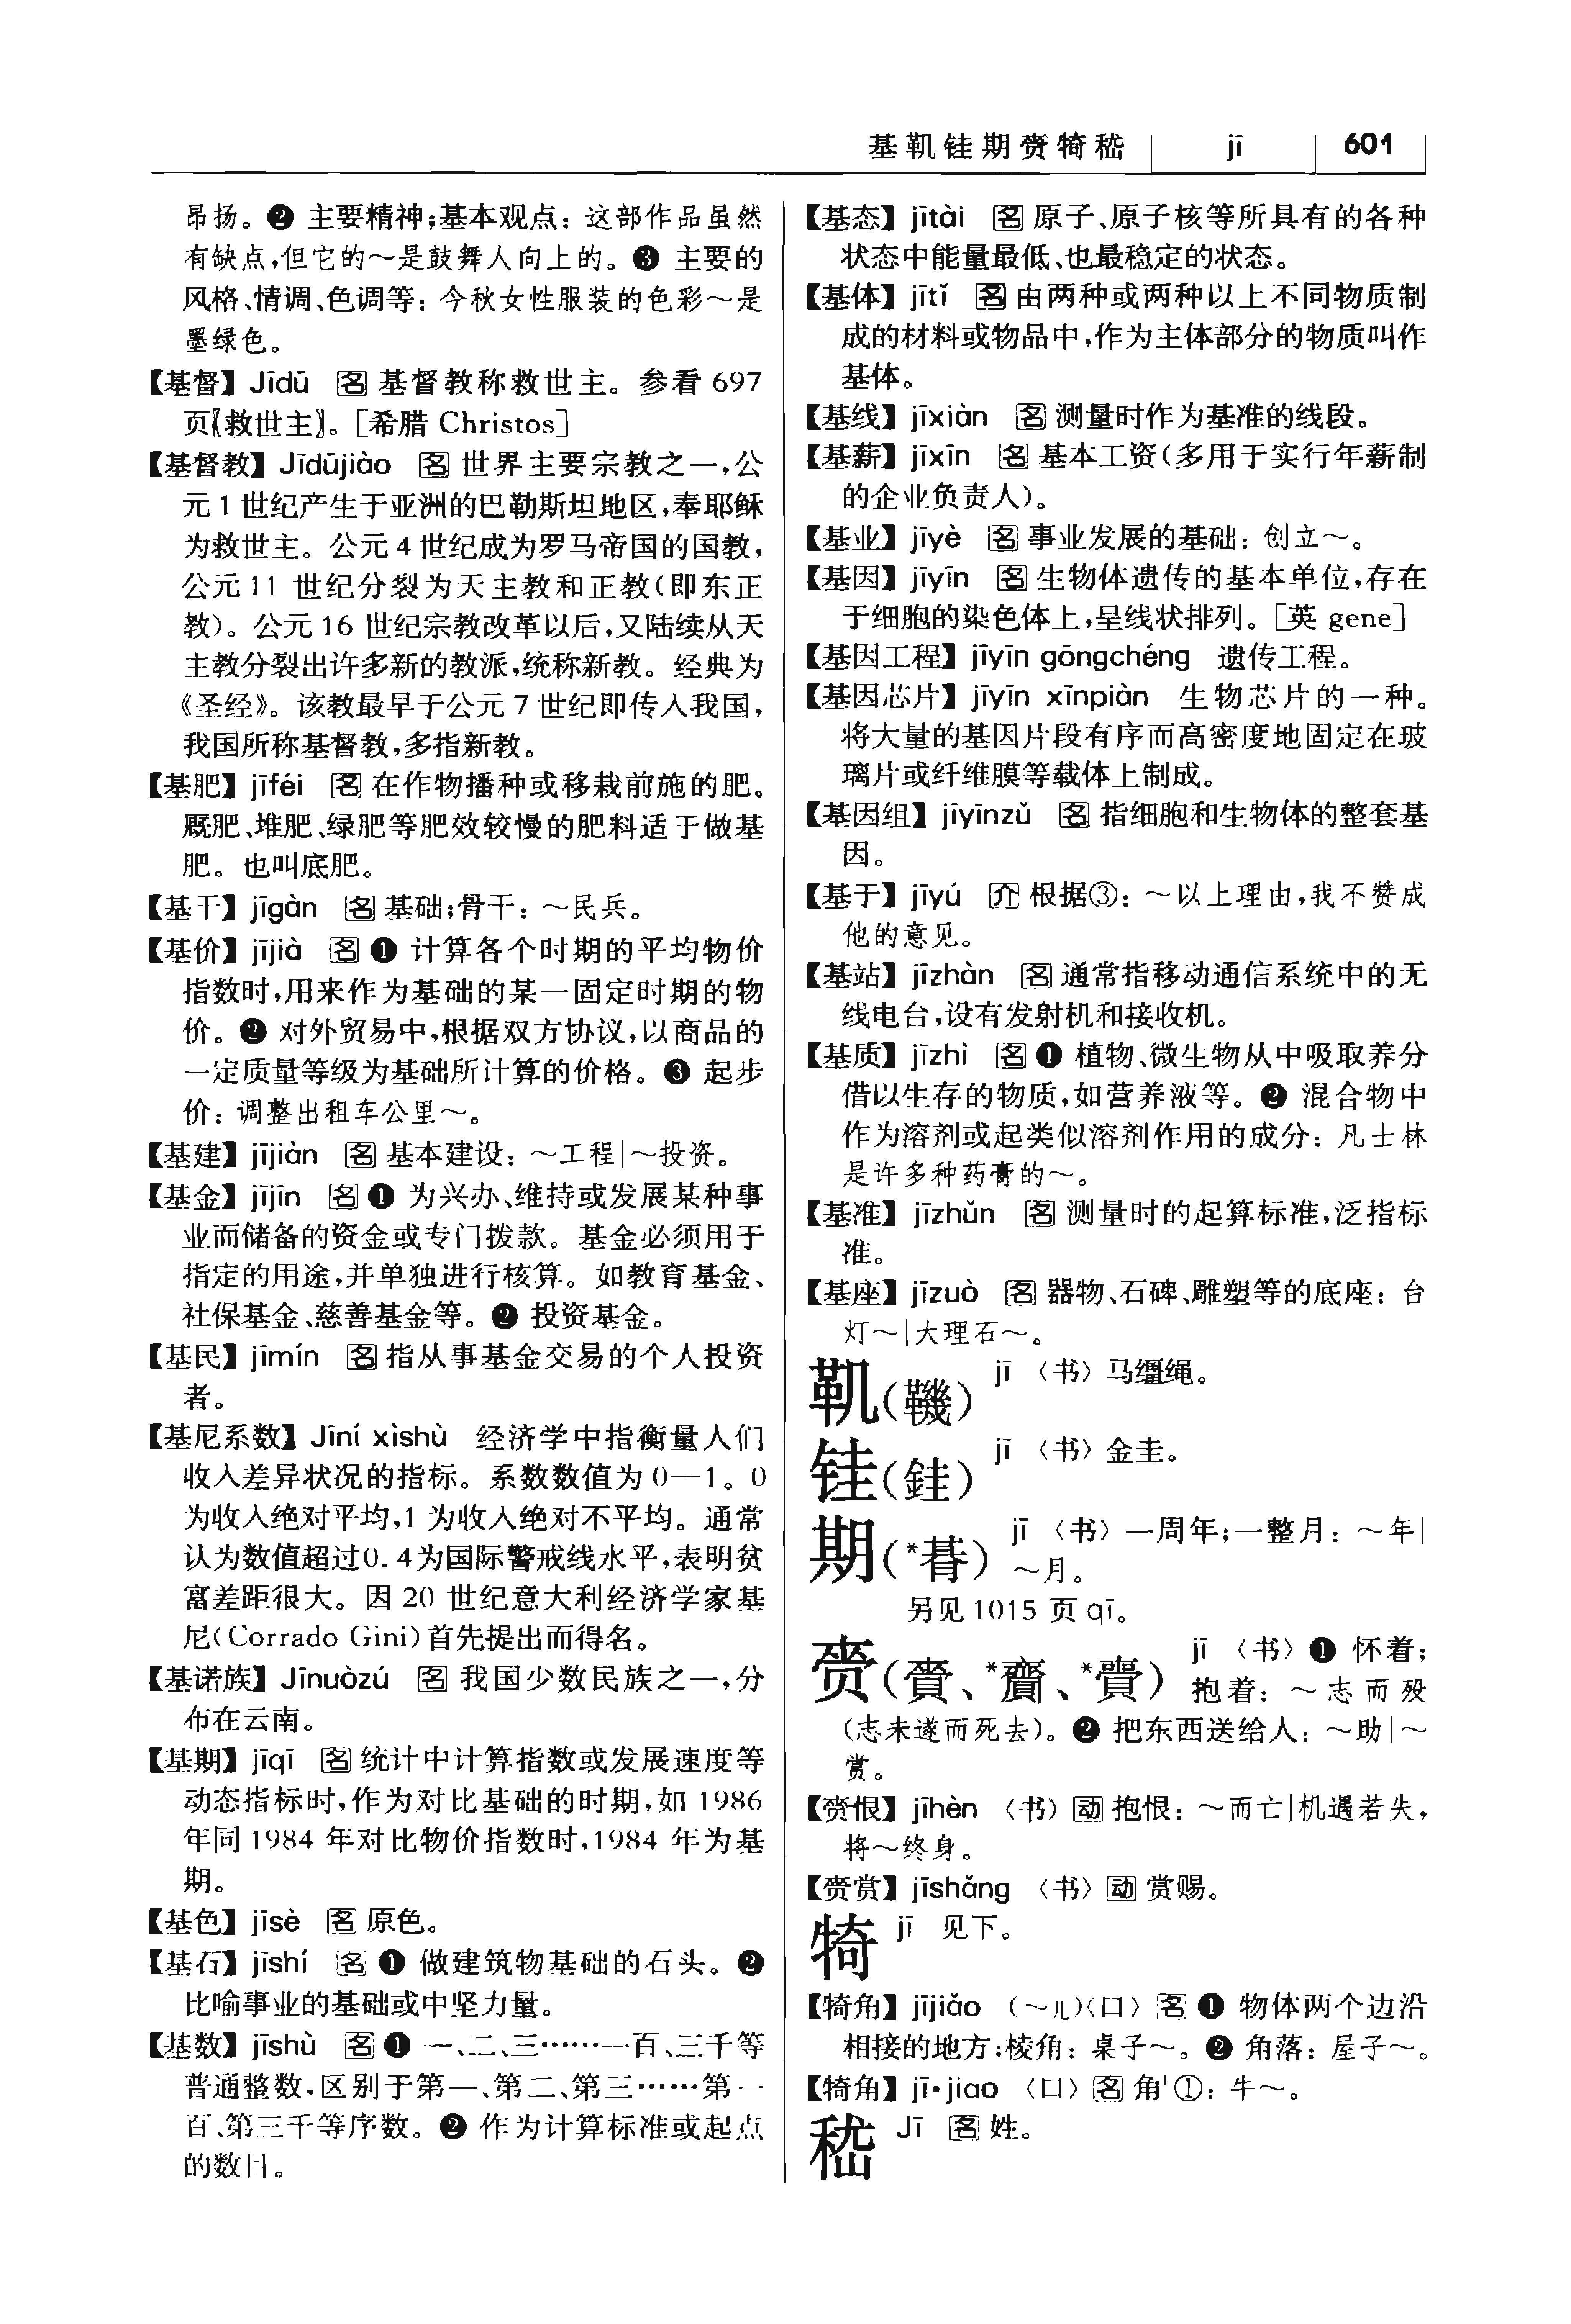 基 䩭 𰽤 期 赍 犄 嵇 jī 601
昂扬。❷ 主要精神；基本观点：这部作品虽然
有缺点，但它的～是鼓舞人向上的。❸ 主要的
风格、情调、色调等：今秋女性服装的色彩～是
墨绿色。
【基督】Jīdū 名 基督教称救世主。参看 697
页〖救世主〗。[希腊 Christos]
【基督教】Jīdūjiào 名 世界主要宗教之一，公
元 1 世纪产生于亚洲的巴勒斯坦地区，奉耶稣
为救世主。公元 4 世纪成为罗马帝国的国教，
公元 11 世纪分裂为天主教和正教（即东正
教）。公元 16 世纪宗教改革以后，又陆续从天
主教分裂出许多新的教派，统称新教。经典为
《圣经》。该教最早于公元 7 世纪即传入我国，
我国所称基督教，多指新教。
【基肥】jīféi 名 在作物播种或移栽前施的肥。
厩肥、堆肥、绿肥等肥效较慢的肥料适于做基
肥。也叫底肥。
【基干】jīgàn 名 基础；骨干：～民兵。
【基价】jījià 名 ❶ 计算各个时期的平均物价
指数时，用来作为基础的某一固定时期的物
价。❷ 对外贸易中，根据双方协议，以商品的
一定质量等级为基础所计算的价格。❸ 起步
价：调整出租车公里～。
【基建】jījiàn 名 基本建设：～工程|～投资。
【基金】jījīn 名 ❶ 为兴办、维持或发展某种事
业而储备的资金或专门拨款。基金必须用于
指定的用途，并单独进行核算。如教育基金、
社保基金、慈善基金等。❷ 投资基金。
【基民】jīmín 名 指从事基金交易的个人投资
者。
【基尼系数】Jīní xìshù 经济学中指衡量人们
收入差异状况的指标。系数数值为 0—1。0
为收入绝对平均，1 为收入绝对不平均。通常
认为数值超过0.4为国际警戒线水平，表明贫
富差距很大。因 20 世纪意大利经济学家基
尼（Corrado Gini）首先提出而得名。
【基诺族】Jīnuòzú 名 我国少数民族之一，分
布在云南。
【基期】jīqī 名 统计中计算指数或发展速度等
动态指标时，作为对比基础的时期，如 1986
年同 1984 年对比物价指数时，1984 年为基
期。
【基色】jīsè 名 原色。
【基石】jīshí 名 ❶ 做建筑物基础的石头。❷
比喻事业的基础或中坚力量。
【基数】jīshù 名 ❶ 一、二、三……一百、三千等
普通整数，区别于第一、第二、第三……第一
百、第三千等序数。❷ 作为计算标准或起点
的数目。
【基态】jītài 名 原子、原子核等所具有的各种
状态中能量最低、也最稳定的状态。
【基体】jītǐ 名 由两种或两种以上不同物质制
成的材料或物品中，作为主体部分的物质叫作
基体。
【基线】jīxiàn 名 测量时作为基准的线段。
【基薪】jīxīn 名 基本工资（多用于实行年薪制
的企业负责人）。
【基业】jīyè 名 事业发展的基础：创立～。
【基因】jīyīn 名 生物体遗传的基本单位，存在
于细胞的染色体上，呈线状排列。[英 gene]
【基因工程】jīyīn gōngchéng 遗传工程。
【基因芯片】jīyīn xīnpiàn 生物芯片的一种。
将大量的基因片段有序而高密度地固定在玻
璃片或纤维膜等载体上制成。
【基因组】jīyīnzǔ 名 指细胞和生物体的整套基
因。
【基于】jīyú 介 根据③：～以上理由，我不赞成
他的意见。
【基站】jīzhàn 名 通常指移动通信系统中的无
线电台，设有发射机和接收机。
【基质】jīzhì 名 ❶ 植物、微生物从中吸取养分
借以生存的物质，如营养液等。❷ 混合物中
作为溶剂或起类似溶剂作用的成分：凡士林
是许多种药膏的～。
【基准】jīzhǔn 名 测量时的起算标准，泛指标
准。
【基座】jīzuò 名 器物、石碑、雕塑等的底座：台
灯～|大理石～。
䩭（鞿） jī 〈书〉马缰绳。
𰽤（銈） jī 〈书〉金圭。
期（*朞） jī 〈书〉一周年；一整月：～年|
～月。
另见 1015 页 qī。
赍（賫、*齎、*賷） jī 〈书〉❶ 怀着；
抱着：～志而殁
（志未遂而死去）。❷ 把东西送给人：～助|～
赏。
【赍恨】jīhèn 〈书〉动 抱恨：～而亡|机遇若失，
将～终身。
【赍赏】jīshǎng 〈书〉动 赏赐。
犄 jī 见下。
【犄角】jījiǎo （～儿）〈口〉名 ❶ 物体两个边沿
相接的地方；棱角：桌子～。❷ 角落：屋子～。
【犄角】jī·jiao 〈口〉名 角¹①：牛～。
嵇 Jī 名 姓。